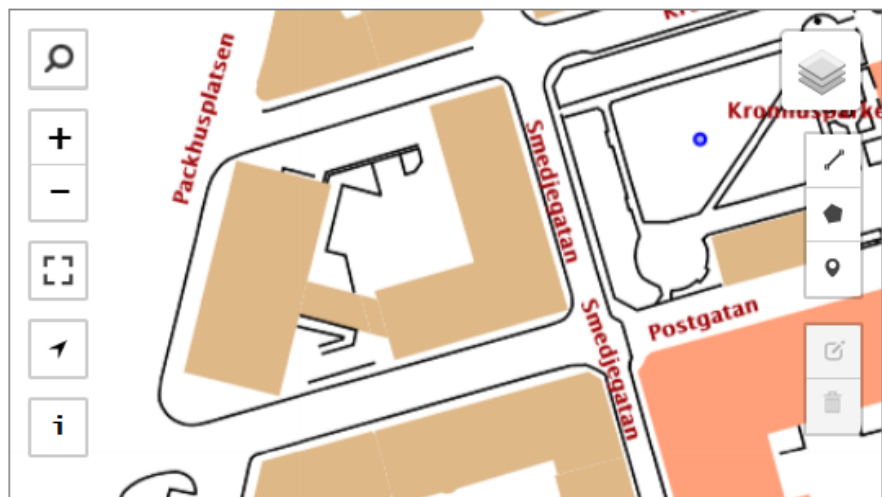 Packhusplatsen
Smedjegatan
+
−
Smedjegatan
Postgatan
i